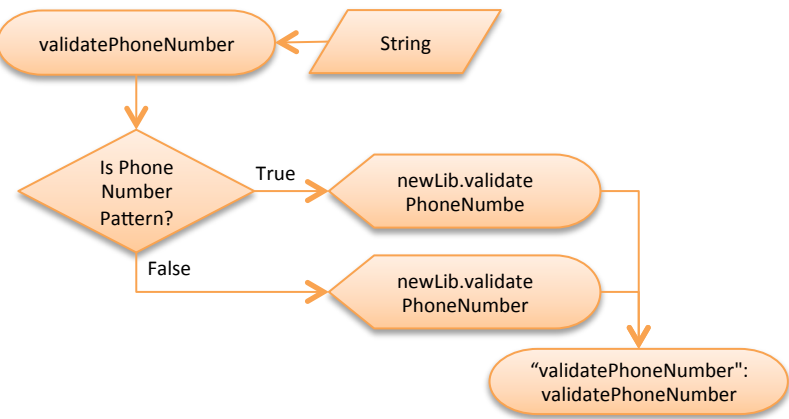 validatePhoneNumber
String
Is Phone
Number
Pattern?
True
newLib.validate
PhoneNumbe
False
newLib.validate
PhoneNumber
“validatePhoneNumber":
validatePhoneNumber